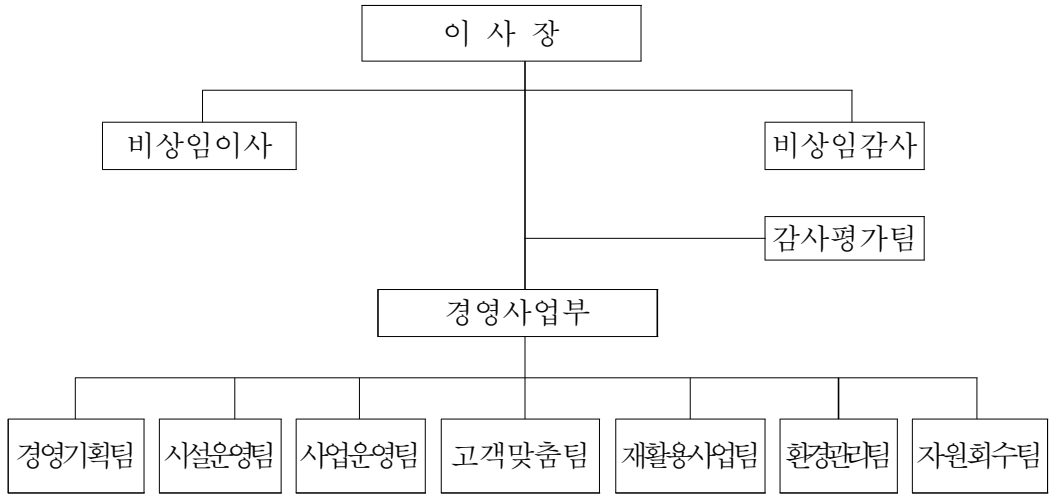 이 사 장
비상임이사
비상임감사
감사평가팀
경영사업부
경영기획팀
시설운영팀
사업운영팀
고객맞춤팀
재활용사업팀
환경관리팀
자원회수팀